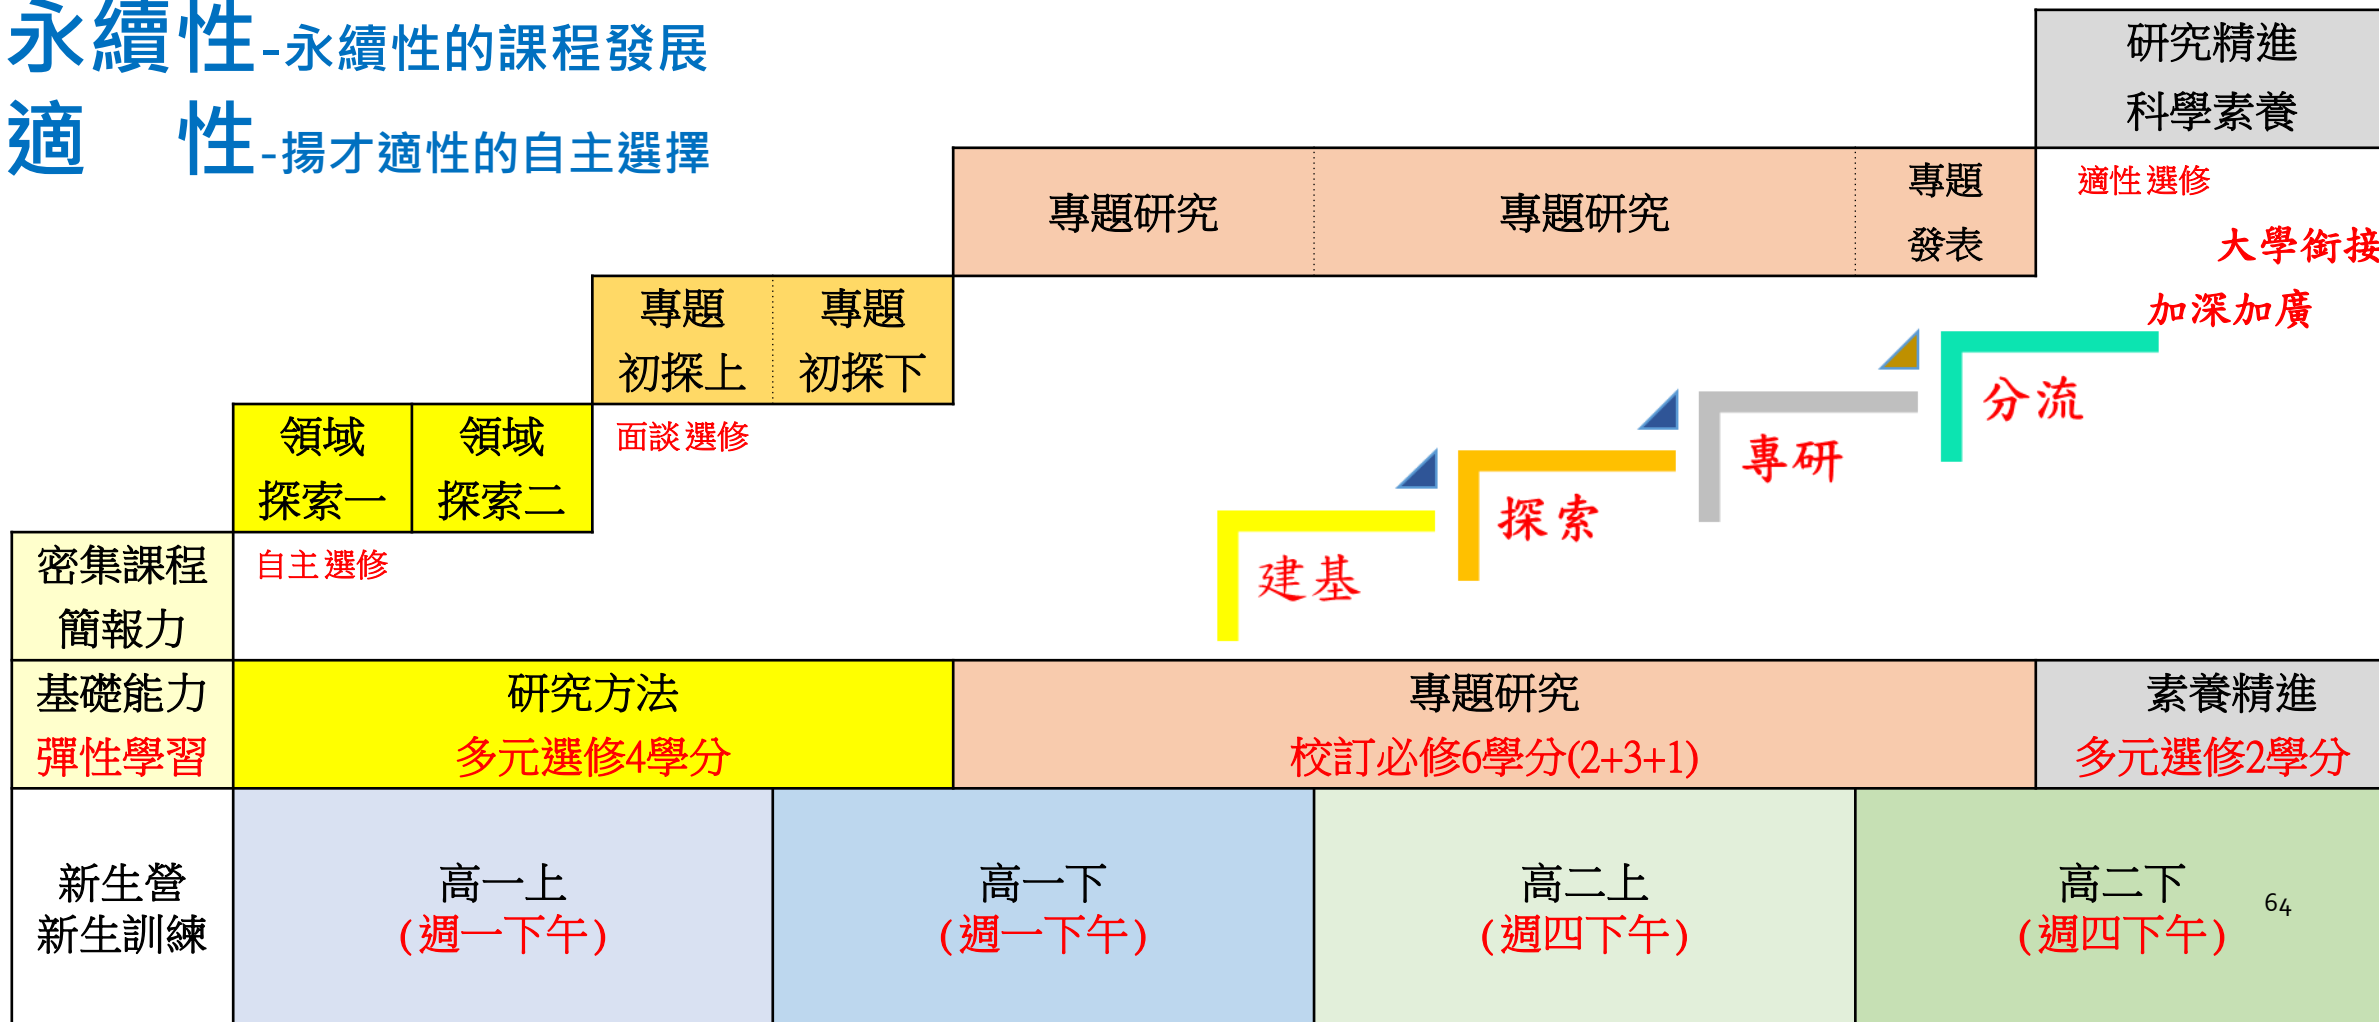 永續性-永續性的課程發展
適 性-揚才適性的自主選擇
研究精進
科學素養
專題研究
專題研究
專題
發表
適性選修
大學銜接
加深加廣
專題
初探上
專題
初探下
領域
探索一
領域
探索二
面談選修
分流
專研
探索
建基
密集課程
簡報力
自主選修
基礎能力
彈性學習
研究方法
多元選修4學分
專題研究
校訂必修6學分(2+3+1)
素養精進
多元選修2學分
新生營
新生訓練
高一上
(週一下午)
高一下
(週一下午)
高二上
(週四下午)
高二下
(週四下午)
64